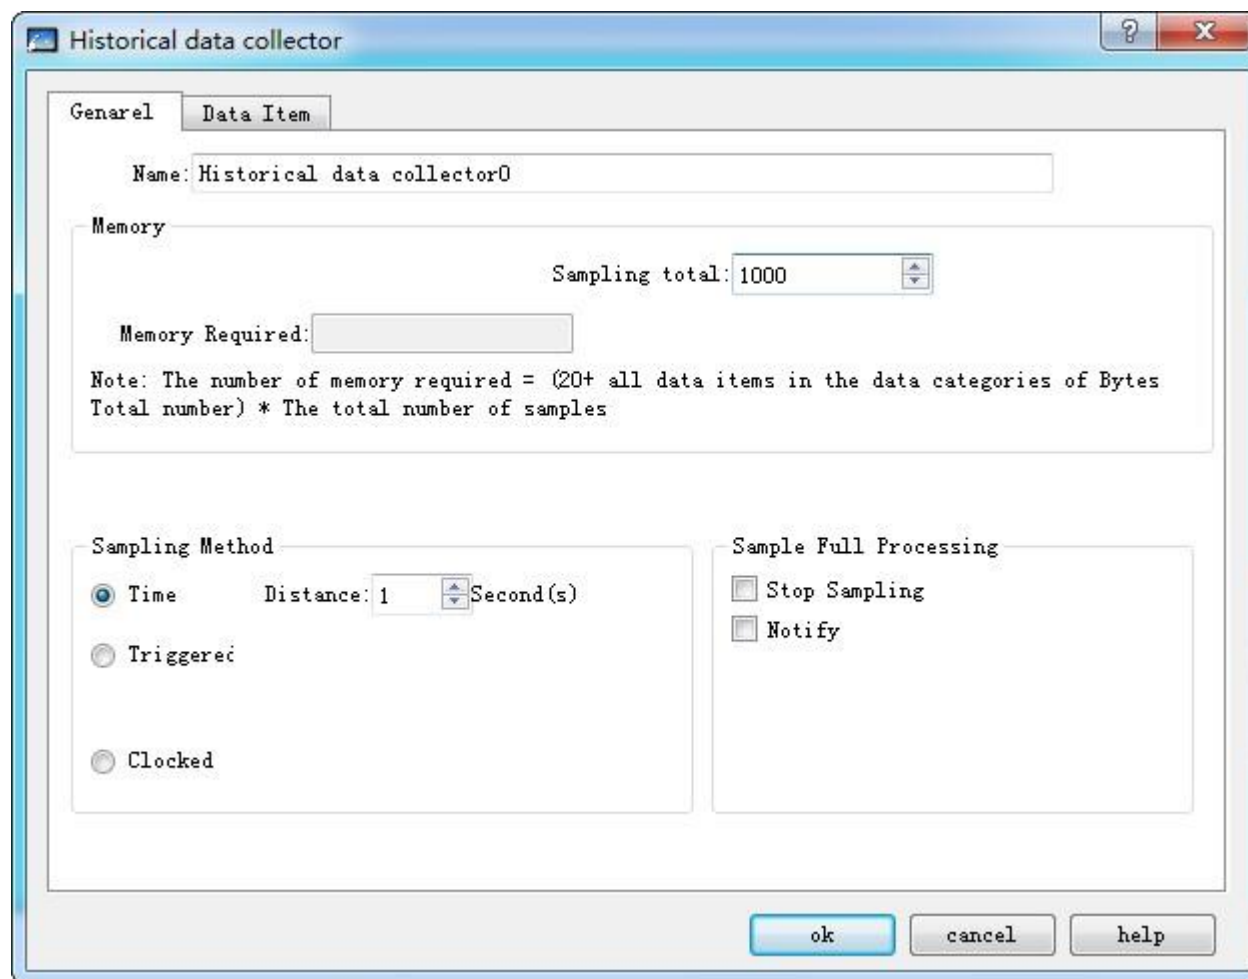 Historical data collector
?
X
Genarel
Data Item
Name: Historical data collector0
Memory
Sampling total: 1000
Memory Required:
Note: The number of memory required = (20+ all data items in the data categories of Bytes
Total number) * The total number of samples
Sampling Method
Sample Full Processing
Time Distance: 1 Second(s)
Stop Sampling
Notify
Triggered
Clocked
ok
cancel
help